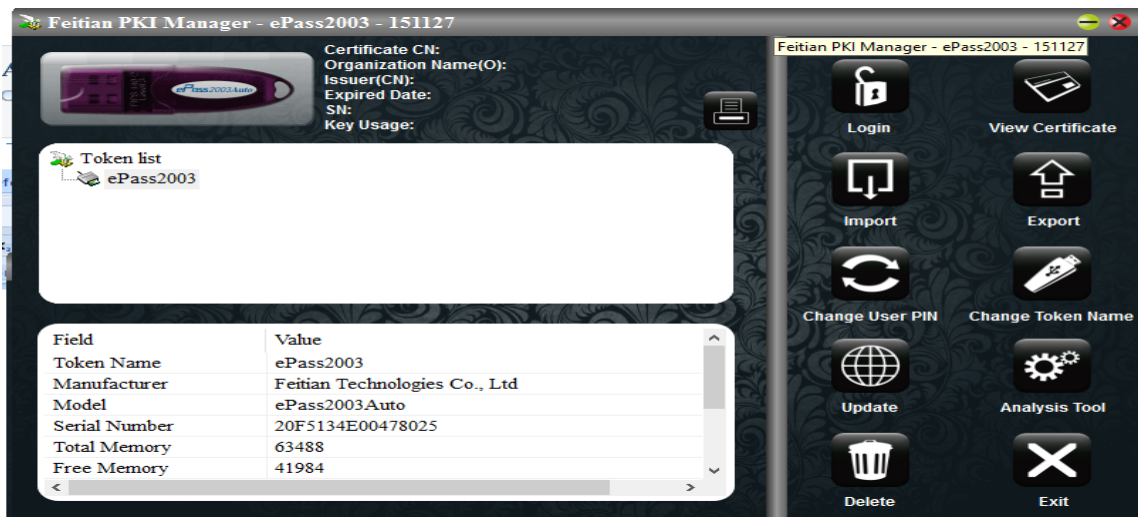 Feitian PKI Manager - ePass2003 - 151127
Feitian PKI Manager - ePass2003 - 151127
Certificate CN:
Organization Name(O):
Issuer(CN):
Expired Date:
SN:
Key Usage:
ePass2003Auto
Token list
ePass2003
Field Value
Token Name ePass2003
Manufacturer Feitian Technologies Co., Ltd
Model ePass2003Auto
Serial Number 20F5134E00478025
Total Memory 63488
Free Memory 41984
Login View Certificate
Import Export
Change User PIN Change Token Name
Update Analysis Tool
Delete Exit